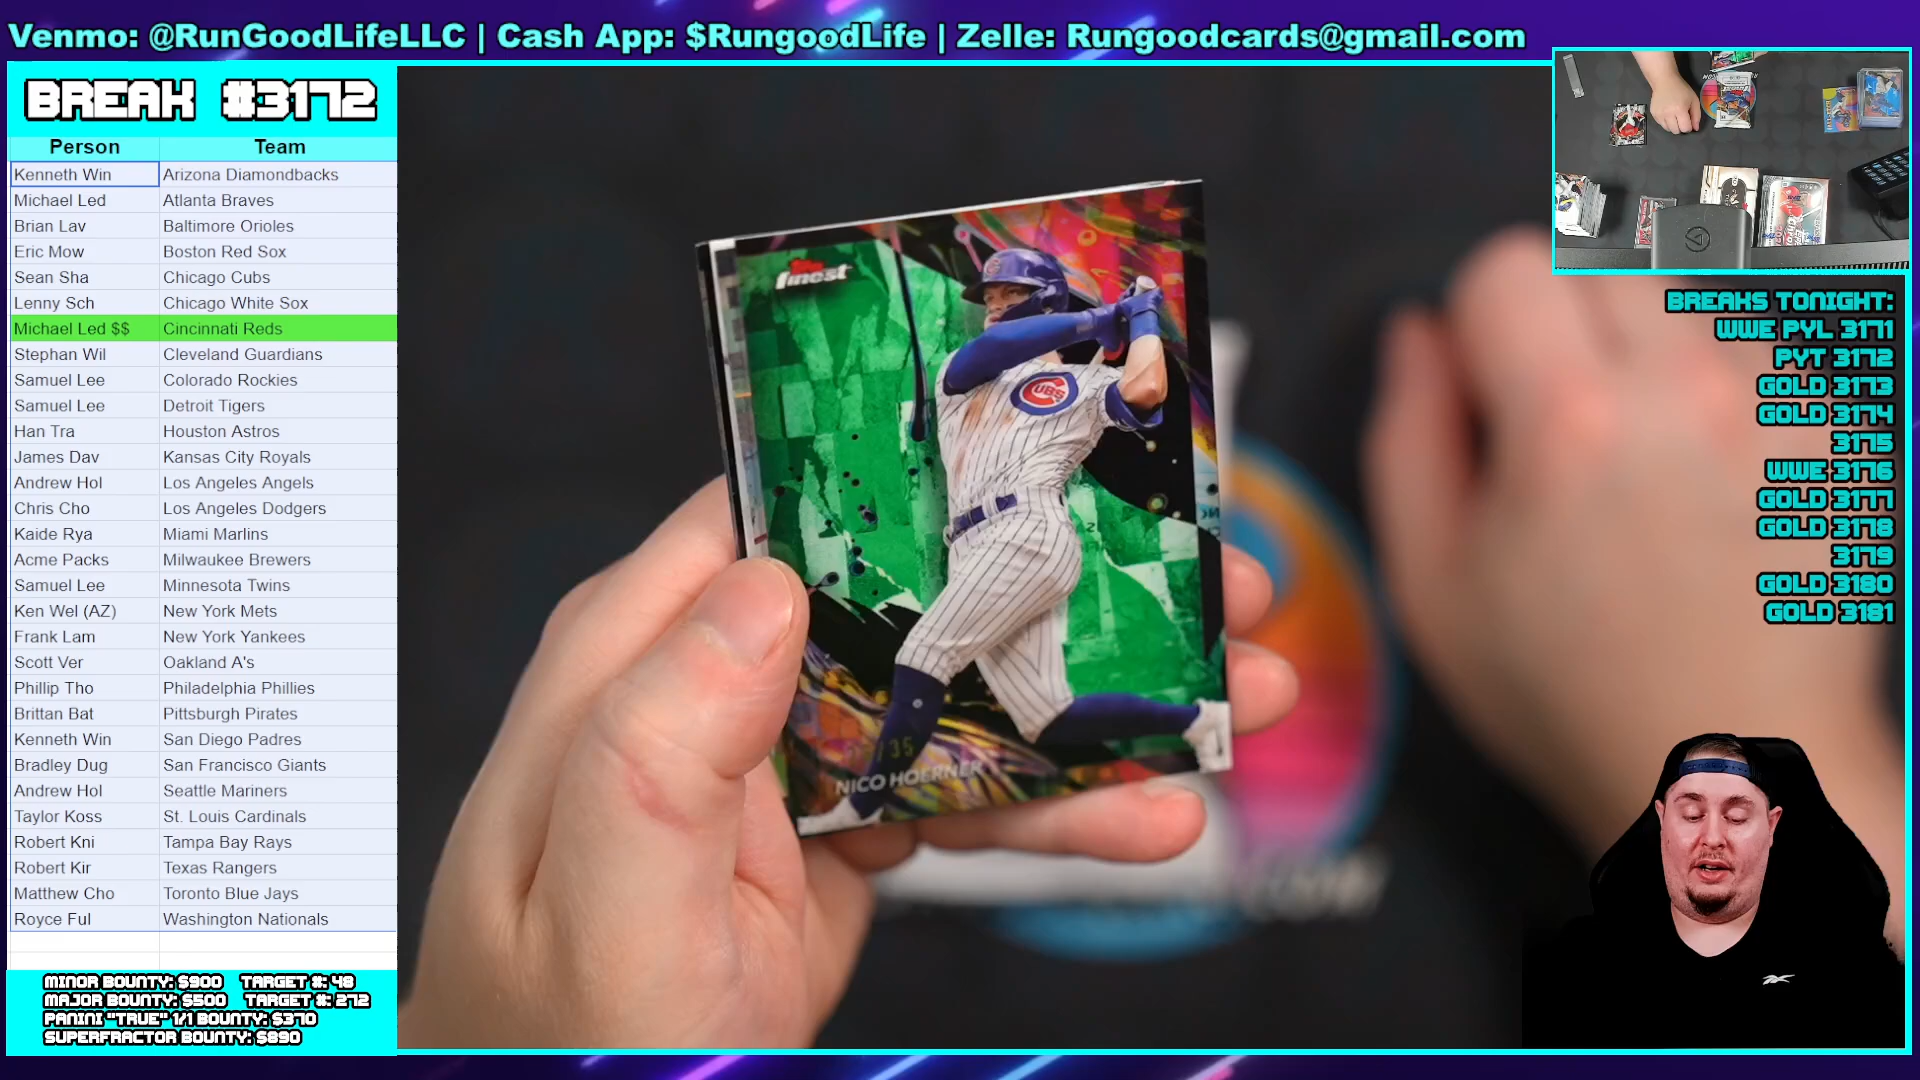 Venmo: @RunGoodLifeLLC | Cash App: $RungoodLife | Zelle: Rungoodcards@gmail.com
BREAK #3172
Person Team
Kenneth Win Arizona Diamondbacks
Michael Led Atlanta Braves
Brian Lav Baltimore Orioles
Eric Mow Boston Red Sox
Sean Sha Chicago Cubs
Lenny Sch Chicago White Sox
Michael Led $$ Cincinnati Reds
Stephan Wil Cleveland Guardians
Samuel Lee Colorado Rockies
Samuel Lee Detroit Tigers
Han Tra Houston Astros
James Dav Kansas City Royals
Andrew Hol Los Angeles Angels
Chris Cho Los Angeles Dodgers
Kaide Rya Miami Marlins
Acme Packs Milwaukee Brewers
Samuel Lee Minnesota Twins
Ken Wel (AZ) New York Mets
Frank Lam New York Yankees
Scott Ver Oakland A's
Phillip Tho Philadelphia Phillies
Brittan Bat Pittsburgh Pirates
Kenneth Win San Diego Padres
Bradley Dug San Francisco Giants
Andrew Hol Seattle Mariners
Taylor Koss St. Louis Cardinals
Robert Kni Tampa Bay Rays
Robert Kir Texas Rangers
Matthew Cho Toronto Blue Jays
Royce Ful Washington Nationals
MINOR BOUNTY: $900 TARGET #: 48
MAJOR BOUNTY: $500 TARGET #: 272
PANINI "TRUE" 1/1 BOUNTY: $370
SUPERFRACTOR BOUNTY: $890
Topps
finest
CUBS
/35
NICO HOERNER
BREAKS TONIGHT:
WWE PYL 3171
PYT 3172
GOLD 3173
GOLD 3174
3175
WWE 3176
GOLD 3177
GOLD 3178
3179
GOLD 3180
GOLD 3181